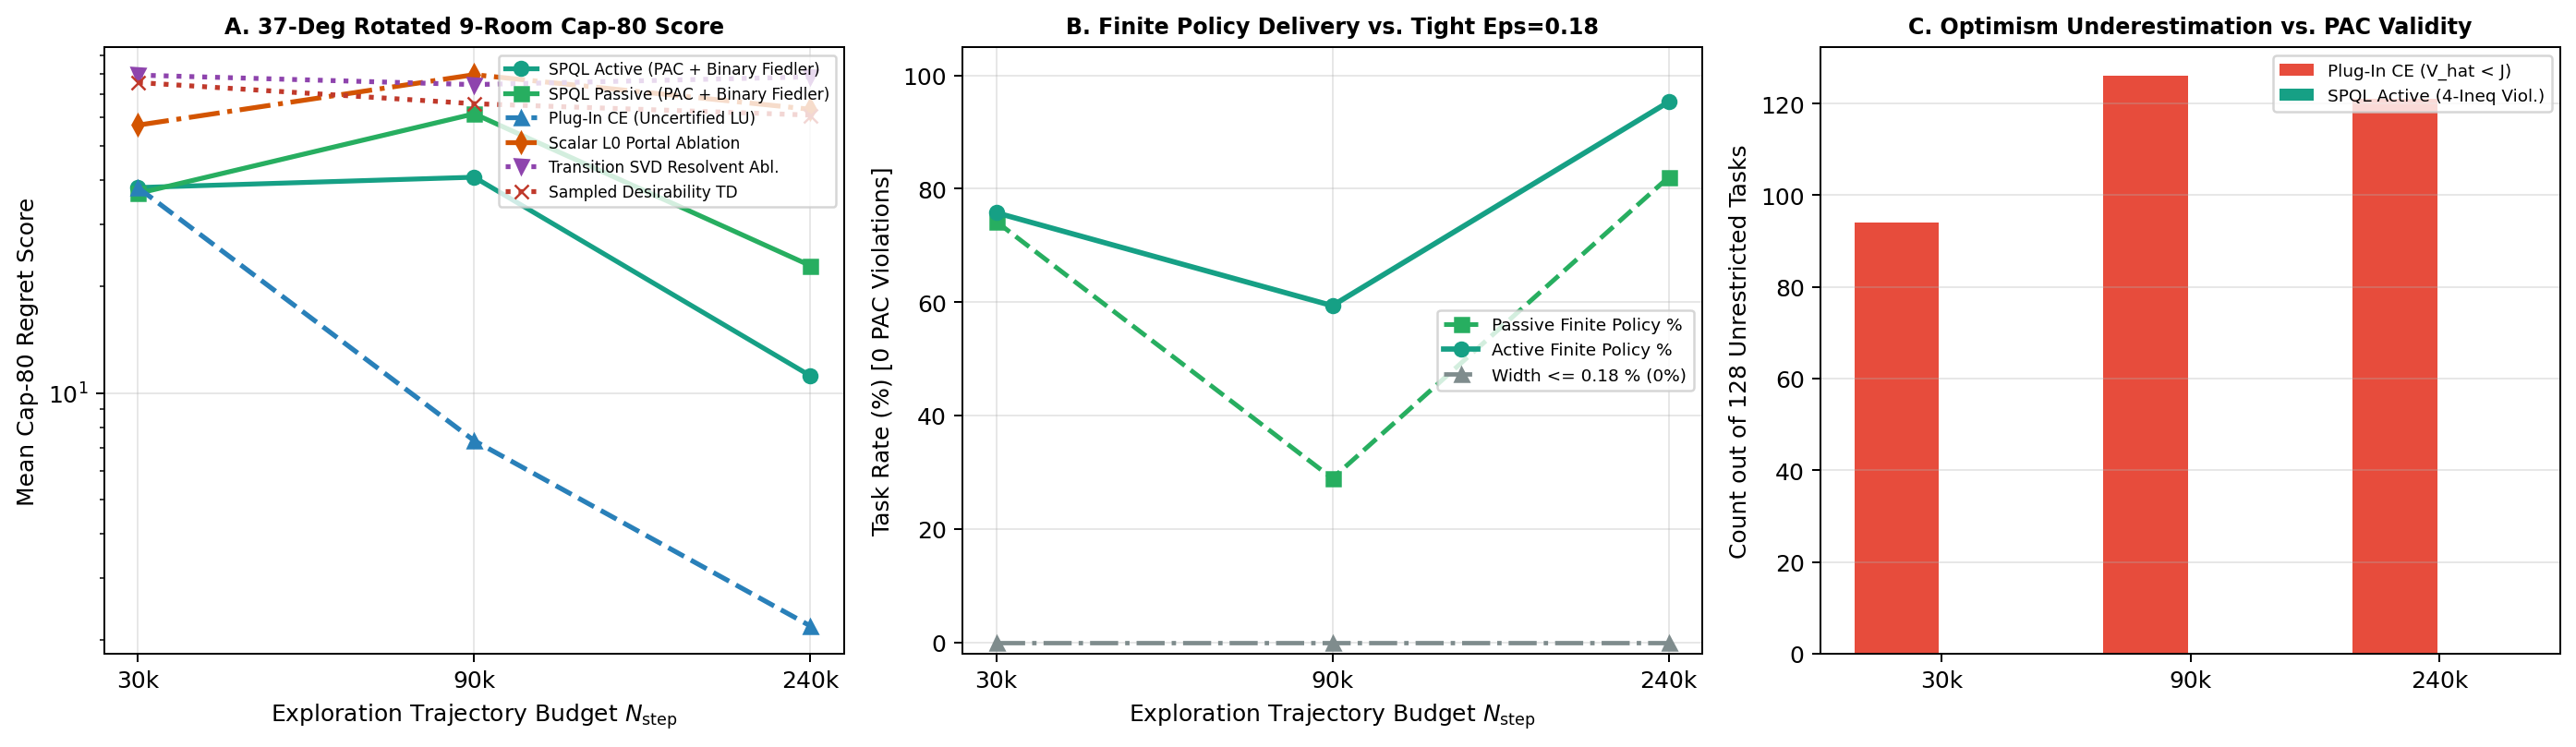 A. 37-Deg Rotated 9-Room Cap-80 Score
Mean Cap-80 Regret Score
10¹
SPQL Active (PAC + Binary Fiedler)
SPQL Passive (PAC + Binary Fiedler)
Plug-In CE (Uncertified LU)
Scalar L0 Portal Ablation
Transition SVD Resolvent Abl.
Sampled Desirability TD
30k
90k
240k
Exploration Trajectory Budget N_step
B. Finite Policy Delivery vs. Tight Eps=0.18
Task Rate (%) [0 PAC Violations]
100
80
60
40
20
0
Passive Finite Policy %
Active Finite Policy %
Width <= 0.18 % (0%)
30k
90k
240k
Exploration Trajectory Budget N_step
C. Optimism Underestimation vs. PAC Validity
Count out of 128 Unrestricted Tasks
120
100
80
60
40
20
0
Plug-In CE (V_hat < J)
SPQL Active (4-Ineq Viol.)
30k
90k
240k